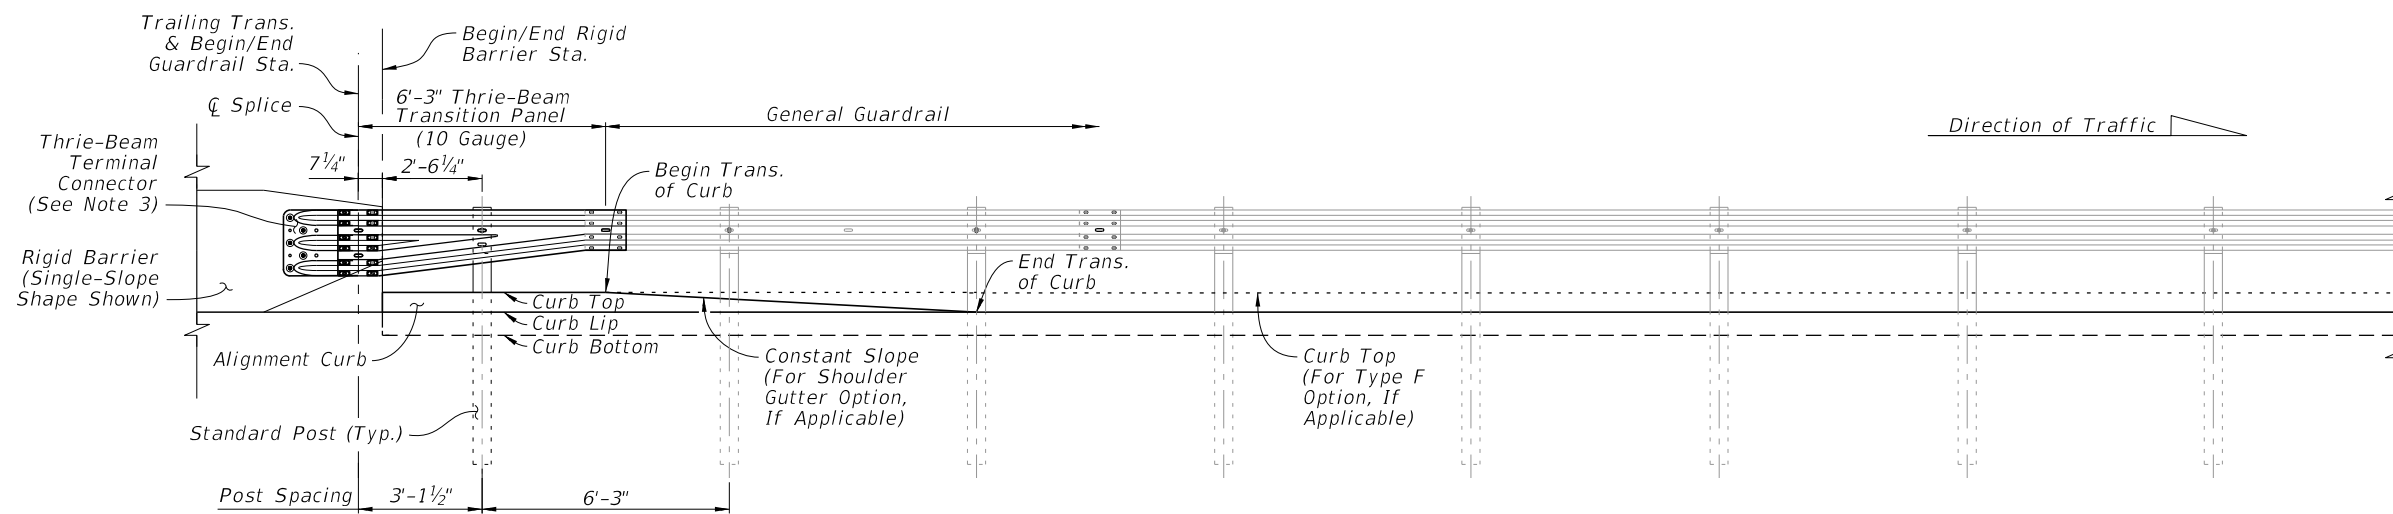 Trailing Trans.
& Begin/End
Guardrail Sta.
Begin/End Rigid
Barrier Sta.
℄ Splice
6'-3" Thrie-Beam
Transition Panel
(10 Gauge)
General Guardrail
Direction of Traffic
Thrie-Beam
Terminal
Connector
(See Note 3)
7¼"
2'-6¼"
Begin Trans.
of Curb
Rigid Barrier
(Single-Slope
Shape Shown)
End Trans.
of Curb
Curb Top
Curb Lip
Curb Bottom
Alignment Curb
Constant Slope
(For Shoulder
Gutter Option,
If Applicable)
Curb Top
(For Type F
Option, If
Applicable)
Standard Post (Typ.)
Post Spacing
3'-1½"
6'-3"